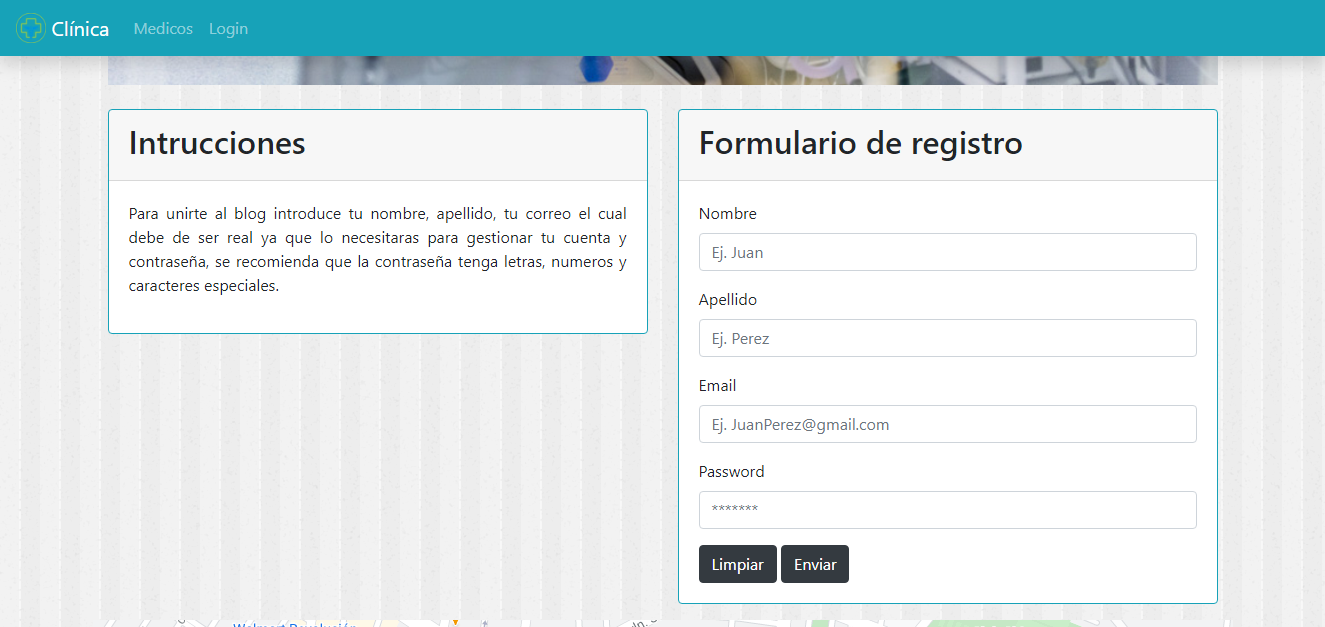 Clínica Medicos Login
Intrucciones
Para unirte al blog introduce tu nombre, apellido, tu correo el cual
debe de ser real ya que lo necesitaras para gestionar tu cuenta y
contraseña, se recomienda que la contraseña tenga letras, numeros y
caracteres especiales.
Formulario de registro
Nombre
Ej. Juan
Apellido
Ej. Perez
Email
Ej. JuanPerez@gmail.com
Password
*******
Limpiar Enviar